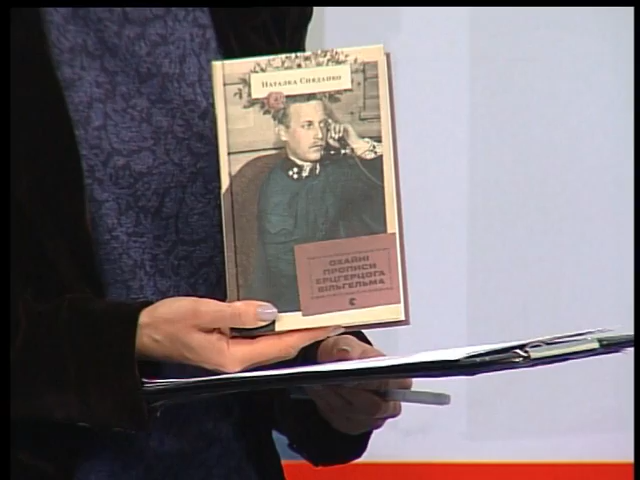 Наталка Сняданко
ОХАЙНІ
ПРОПИСИ
ЕРЦГЕРЦОГА
ВІЛЬГЕЛЬМА